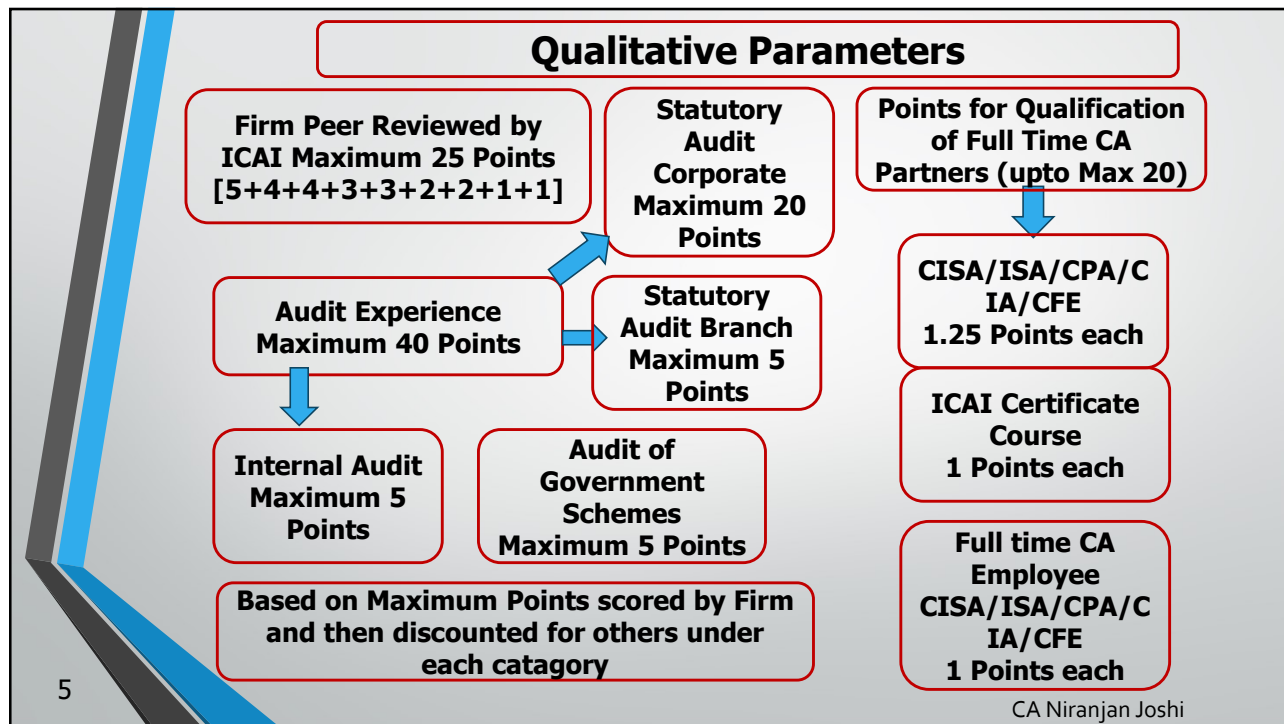 Qualitative Parameters
Firm Peer Reviewed by
ICAI Maximum 25 Points
[5+4+4+3+3+2+2+1+1]
Statutory
Audit
Corporate
Maximum 20
Points
Points for Qualification
of Full Time CA
Partners (upto Max 20)
Audit Experience
Maximum 40 Points
Statutory
Audit Branch
Maximum 5
Points
CISA/ISA/CPA/C
IA/CFE
1.25 Points each
ICAI Certificate
Course
1 Points each
Internal Audit
Maximum 5
Points
Audit of
Government
Schemes
Maximum 5 Points
Full time CA
Employee
CISA/ISA/CPA/C
IA/CFE
1 Points each
Based on Maximum Points scored by Firm
and then discounted for others under
each catagory
5
CA Niranjan Joshi